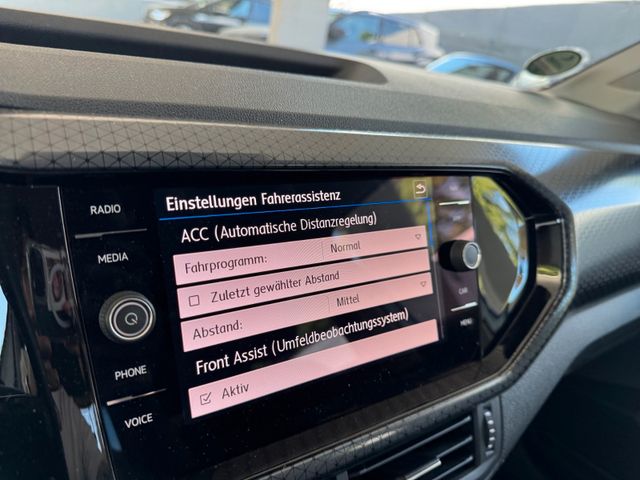 RADIO
MEDIA
PHONE
VOICE
Einstellungen Fahrerassistenz
ACC (Automatische Distanzregelung)
Fahrprogramm: Normal
Zuletzt gewählter Abstand
Abstand: Mittel
Front Assist (Umfeldbeobachtungssystem)
Aktiv
CAR
MENU